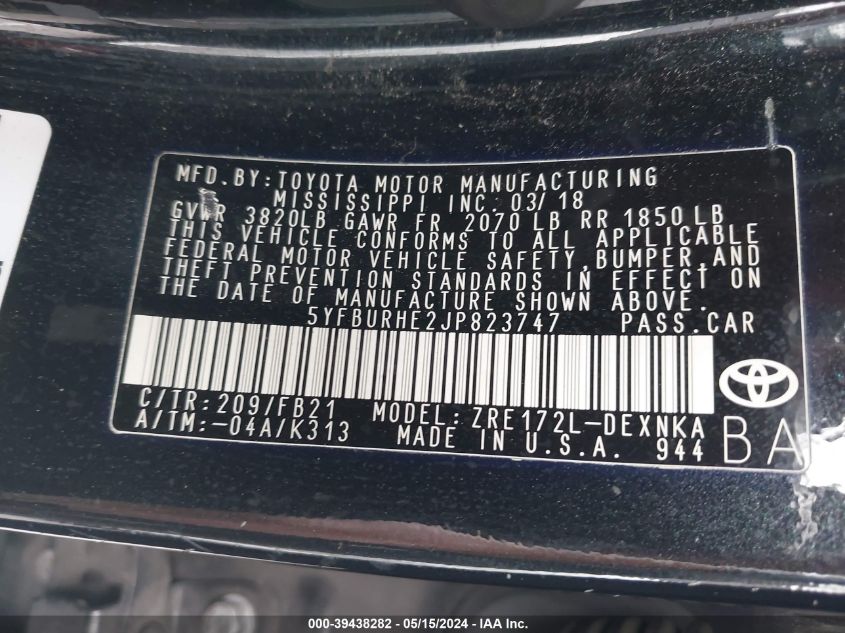 MFD.BY:TOYOTA MOTOR MANUFACTURING
MISSISSIPPI INC. 03/18
GVWR 3820LB GAWR FR 2070 LB RR 1850 LB
THIS VEHICLE CONFORMS TO ALL APPLICABLE
FEDERAL MOTOR VEHICLE SAFETY,BUMPER,AND
THEFT PREVENTION STANDARDS IN EFFECT ON
THE DATE OF MANUFACTURE SHOWN ABOVE.
5YFBURHE2JP823747 PASS.CAR
C/TR:209/FB21 MODEL:ZRE172L-DEXNKA
A/TM:-04A/K313 MADE IN U.S.A. 944
BA
000-39438282 - 05/15/2024 - IAA Inc.